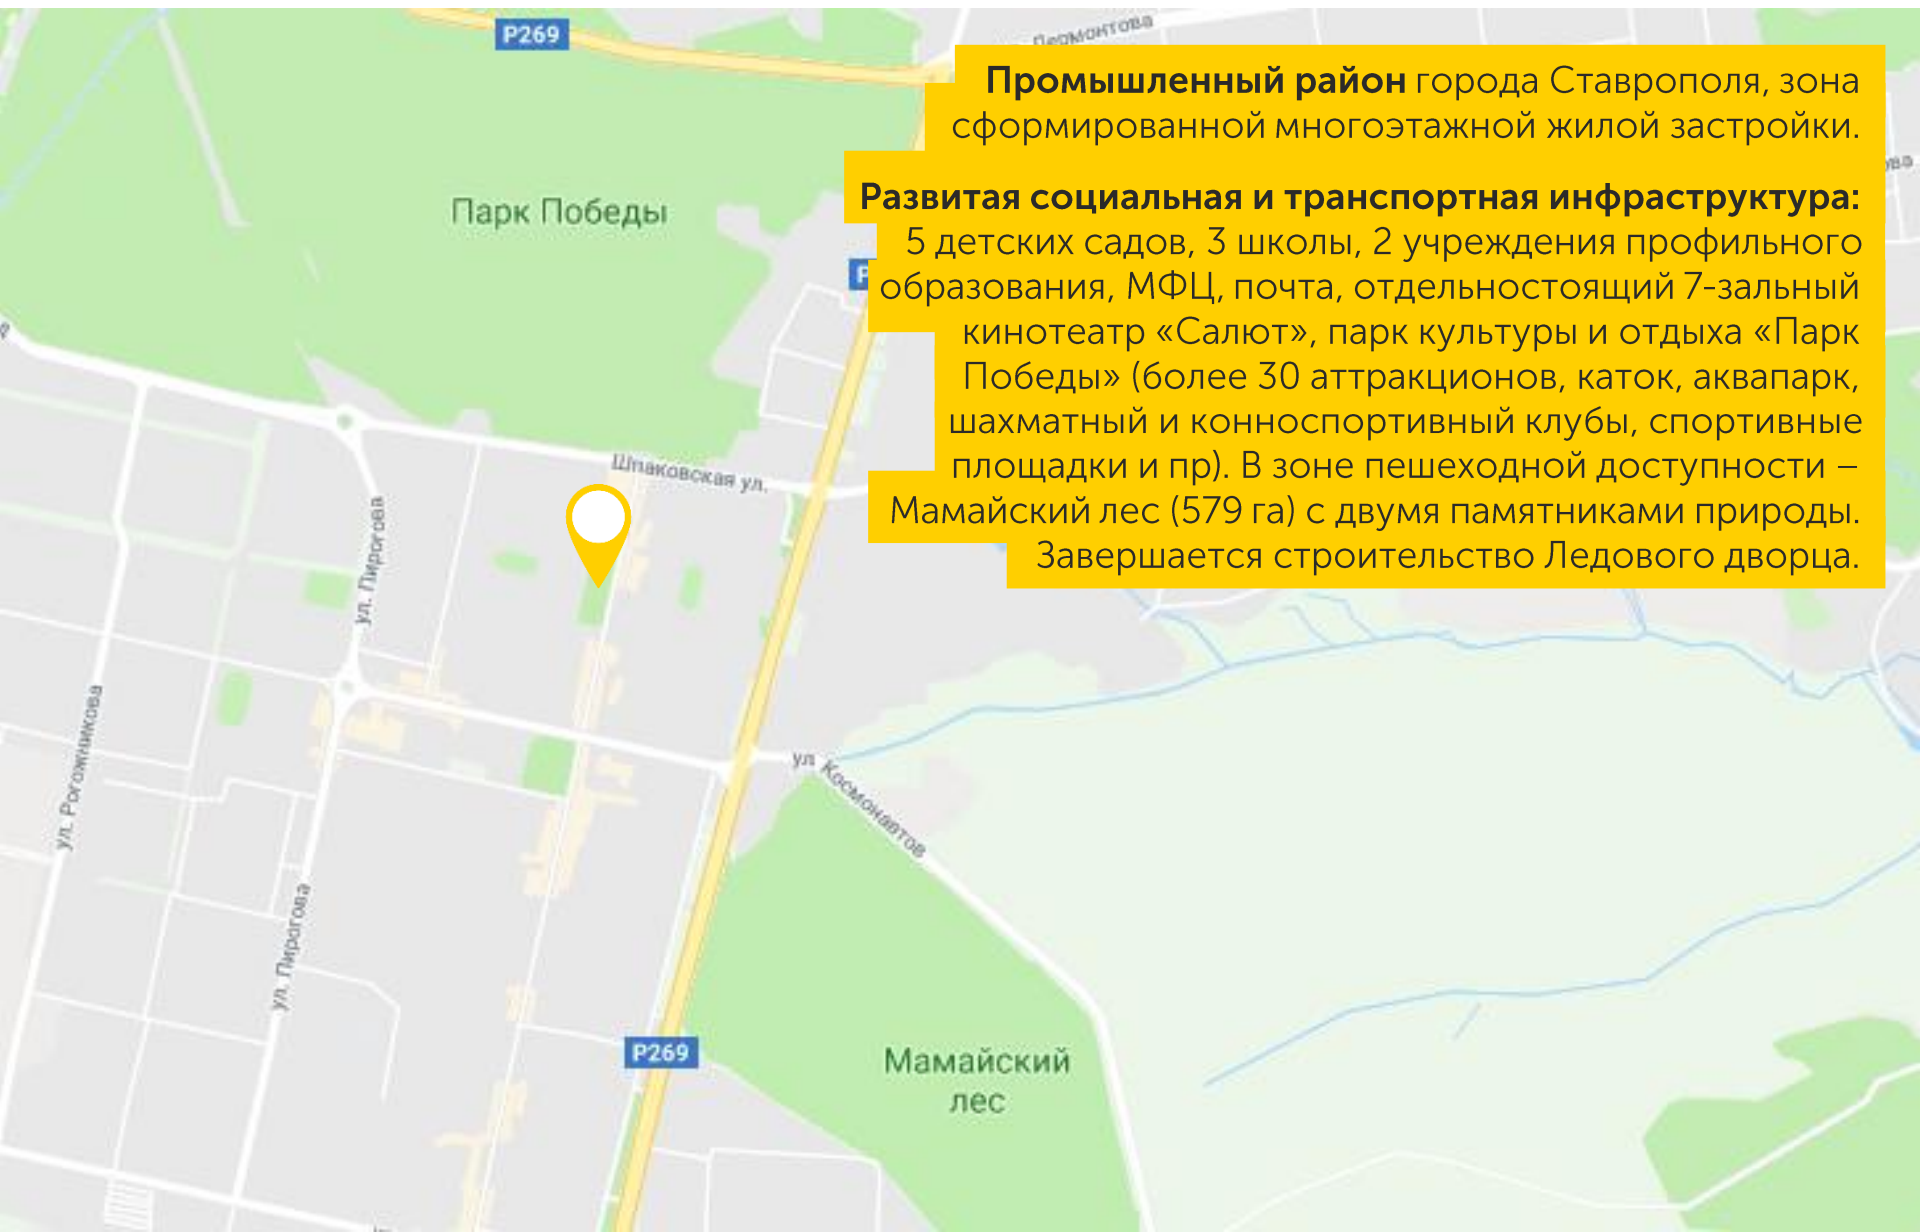 Р269
Лермонтова
Промышленный район города Ставрополя, зона
сформированной многоэтажной жилой застройки.
Развитая социальная и транспортная инфраструктура:
5 детских садов, 3 школы, 2 учреждения профильного
образования, МФЦ, почта, отдельностоящий 7-зальный
кинотеатр «Салют», парк культуры и отдыха «Парк
Победы» (более 30 аттракционов, каток, аквапарк,
шахматный и конноспортивный клубы, спортивные
площадки и пр). В зоне пешеходной доступности –
Мамайский лес (579 га) с двумя памятниками природы.
Завершается строительство Ледового дворца.
Парк Победы
Шпаковская ул.
ул. Пирогова
ул. Рогожникова
ул. Космонавтов
ул. Пирогова
Р269
Мамайский
лес